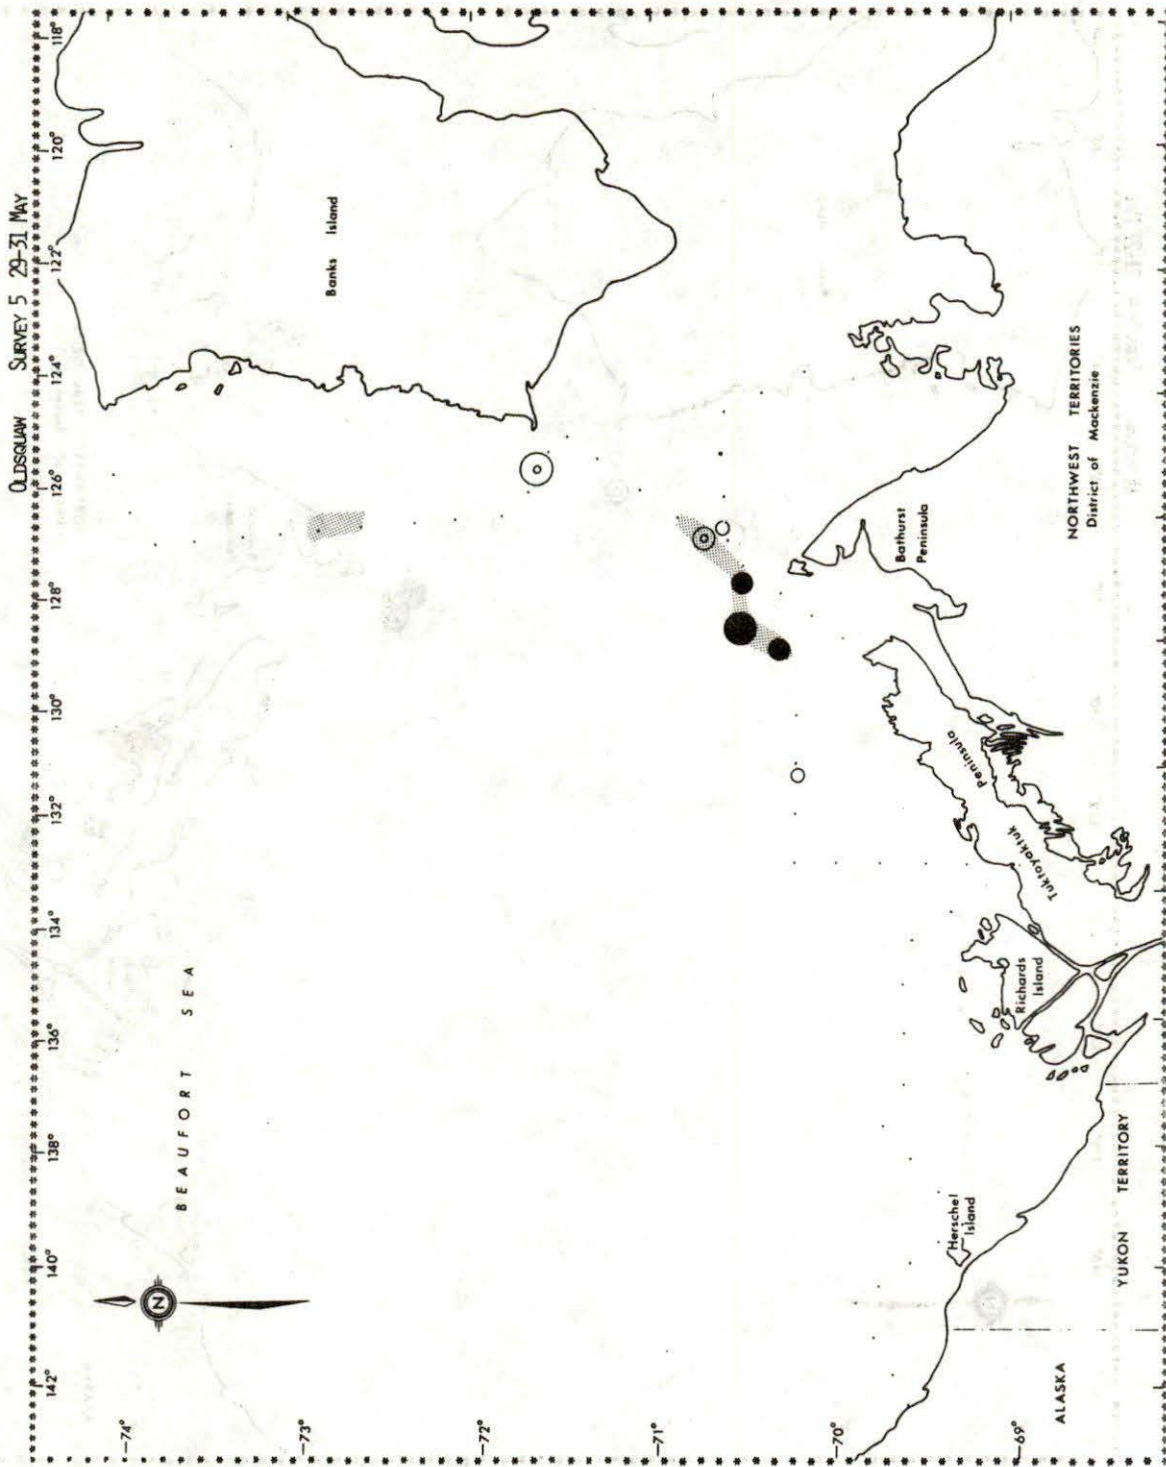 OLDSQUAW SURVEY 5 29-31 MAY
142°
140°
138°
136°
134°
132°
130°
128°
126°
124°
122°
120°
118°
74°
73°
72°
71°
70°
69°
BEAUFORT SEA
N
Banks Island
Bathurst
Peninsula
NORTHWEST TERRITORIES
District of Mackenzie
Tuktoyaktuk Peninsula
Richards
Island
Herschel
Island
YUKON TERRITORY
ALASKA